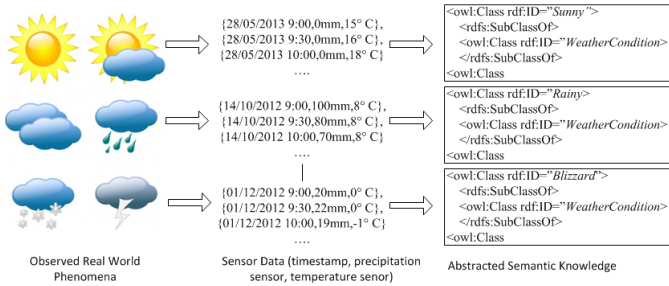 {28/05/2013 9:00,0mm,15° C},
{28/05/2013 9:30,0mm,16° C},
{28/05/2013 10:00,0mm,18° C}
....
<owl:Class rdf:ID="Sunny">
<rdfs:SubClassOf>
<owl:Class rdf:ID="WeatherCondition>
</rdfs:SubClassOf>
<owl:Class
{14/10/2012 9:00,100mm,8° C},
{14/10/2012 9:30,80mm,8° C},
{14/10/2012 10:00,70mm,8° C}
....
<owl:Class rdf:ID="Rainy>
<rdfs:SubClassOf>
<owl:Class rdf:ID="WeatherCondition>
</rdfs:SubClassOf>
<owl:Class
{01/12/2012 9:00,20mm,0° C},
{01/12/2012 9:30,22mm,0° C},
{01/12/2012 10:00,19mm,-1° C}
....
<owl:Class rdf:ID="Blizzard">
<rdfs:SubClassOf>
<owl:Class rdf:ID="WeatherCondition>
</rdfs:SubClassOf>
<owl:Class
Observed Real World
Phenomena
Sensor Data (timestamp, precipitation
sensor, temperature senor)
Abstracted Semantic Knowledge